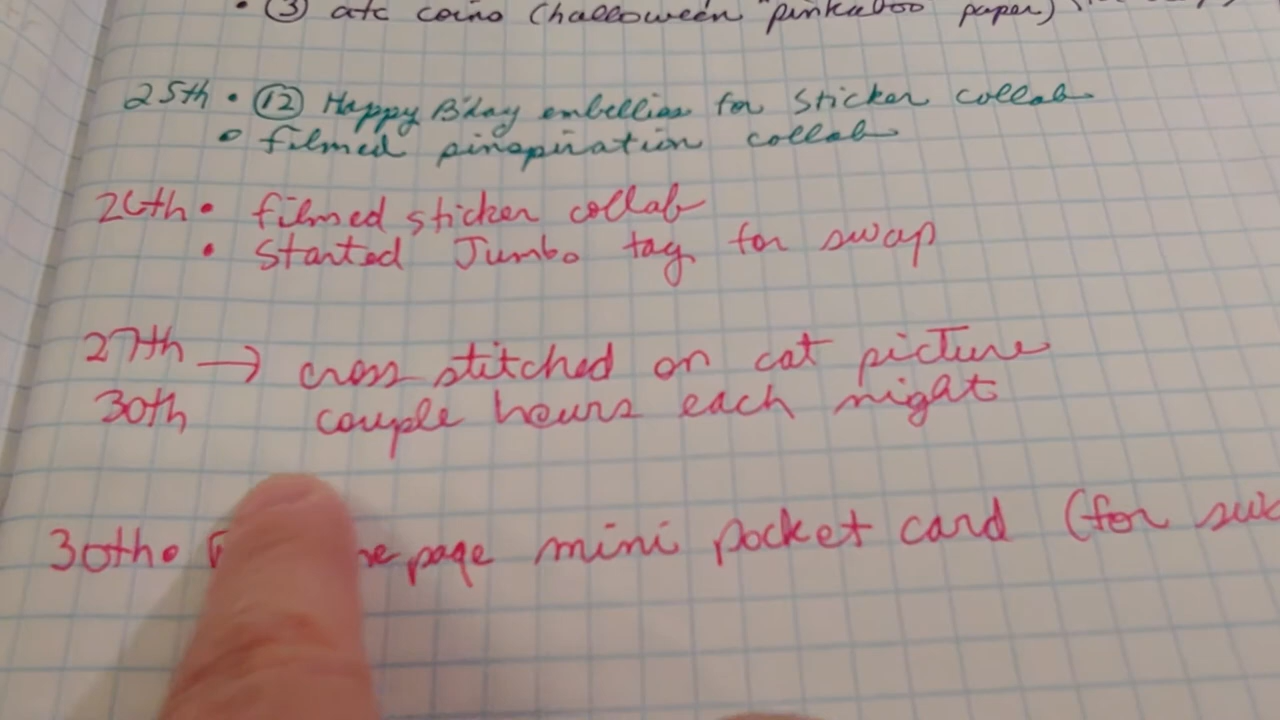 • ③ atc coins (halloween pinkaboo paper)
25th • ⑫ Happy B'day embellies for Sticker collab
• filmed pinspiration collab
26th • filmed sticker collab
• Started Jumbo tag for swap
27th → cross stitched on cat picture
30th couple hours each night
30th • page mini pocket card (for